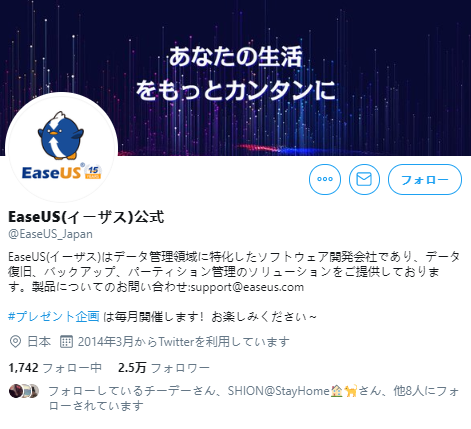 あなたの生活
をもっとカンタンに
EaseUS® 15
フォロー
EaseUS(イーザス)公式
@EaseUS_Japan
EaseUS(イーザス)はデータ管理領域に特化したソフトウェア開発会社であり、データ
復旧、バックアップ、パーティション管理のソリューションをご提供しておりま
す。製品についてのお問い合わせ:support@easeus.com
#プレゼント企画 は毎月開催します！お楽しみください~
日本 2014年3月からTwitterを利用しています
1,742 フォロー中 2.5万 フォロワー
フォローしているチーデーさん、SHION@StayHome🏠🐈さん、他8人にフォ
ローされています